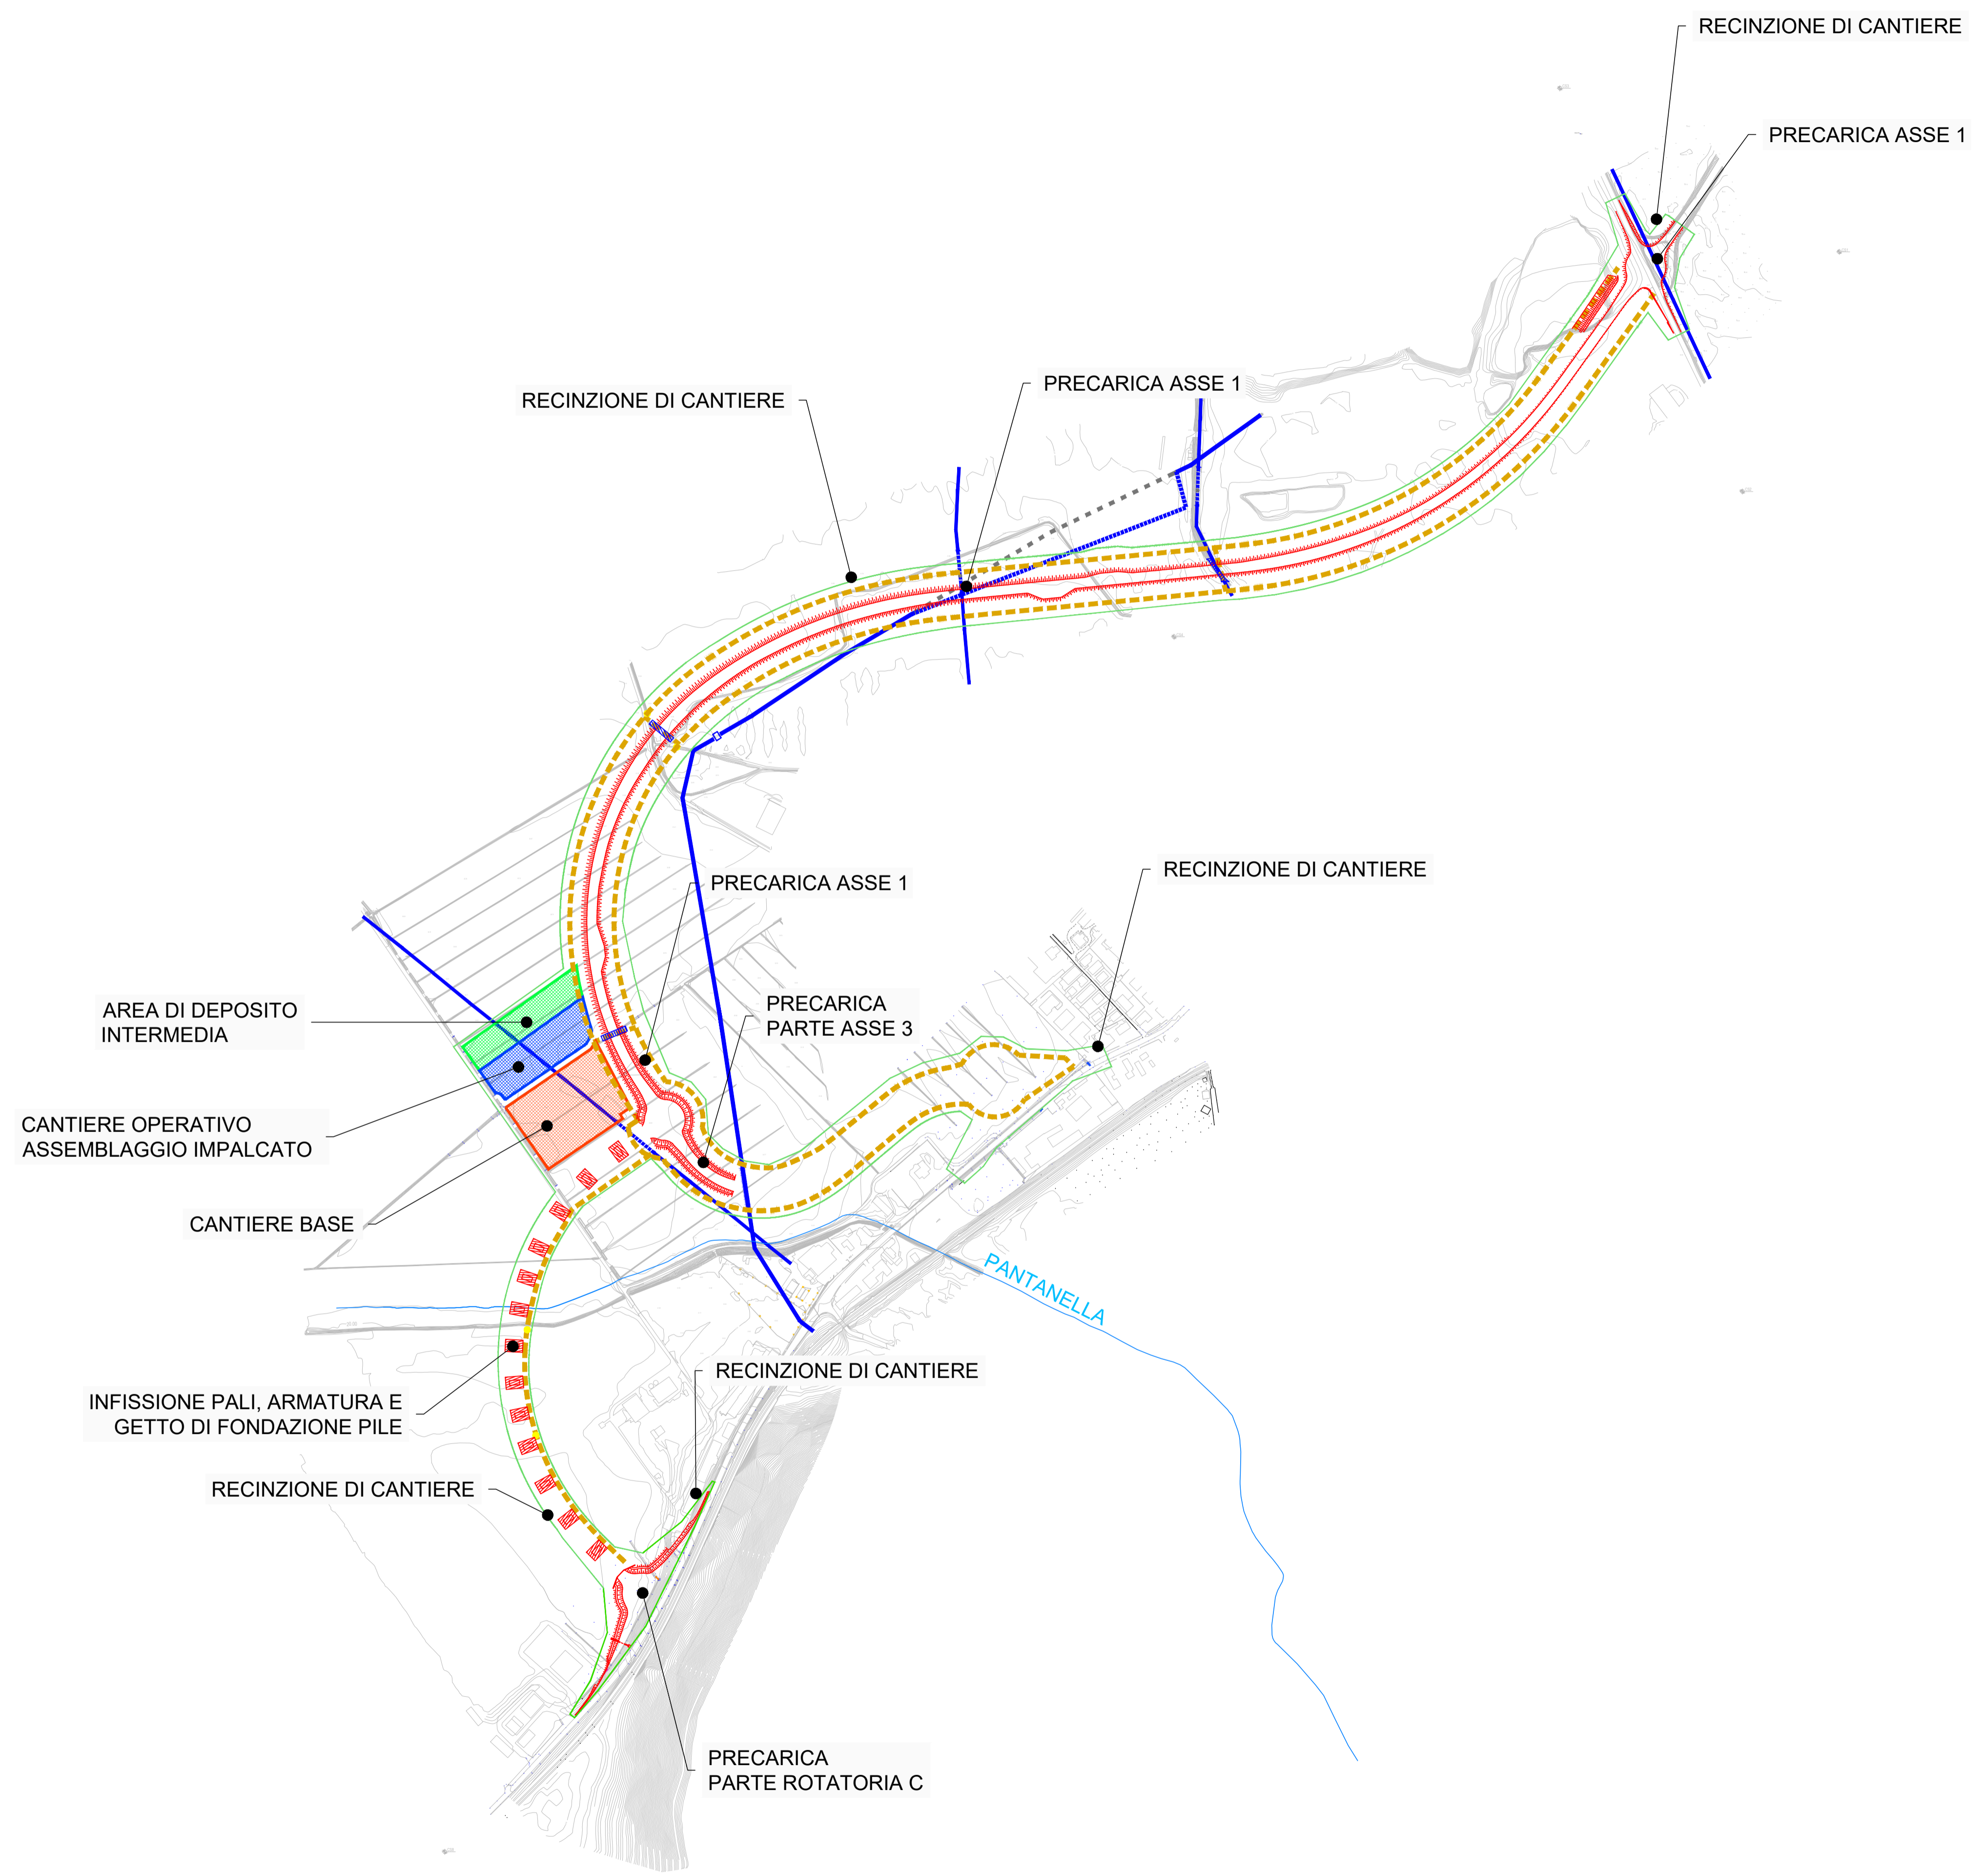 RECINZIONE DI CANTIERE
PRECARICA ASSE 1
PRECARICA ASSE 1
RECINZIONE DI CANTIERE
RECINZIONE DI CANTIERE
PRECARICA ASSE 1
PRECARICA
PARTE ASSE 3
AREA DI DEPOSITO
INTERMEDIA
CANTIERE OPERATIVO
ASSEMBLAGGIO IMPALCATO
CANTIERE BASE
PANTANELLA
RECINZIONE DI CANTIERE
INFISSIONE PALI, ARMATURA E
GETTO DI FONDAZIONE PILE
RECINZIONE DI CANTIERE
PRECARICA
PARTE ROTATORIA C